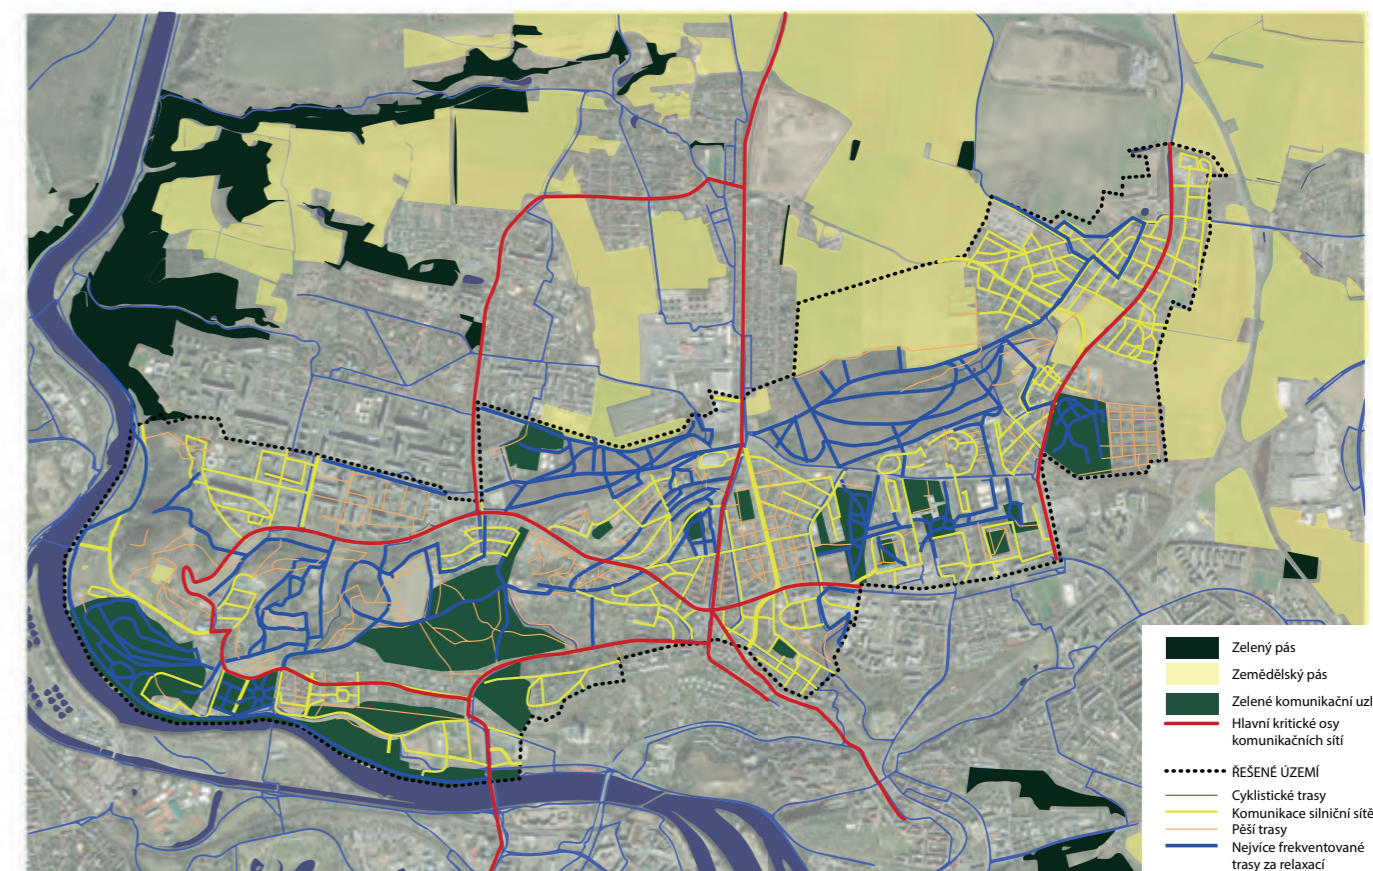 Zelený pás
Zemědělský pás
Zelené komunikační uzl
Hlavní kritické osy
komunikačních sítí
ŘEŠENÉ ÚZEMÍ
Cyklistické trasy
Komunikace silniční sítě
Pěší trasy
Nejvíce frekventované
trasy za relaxací